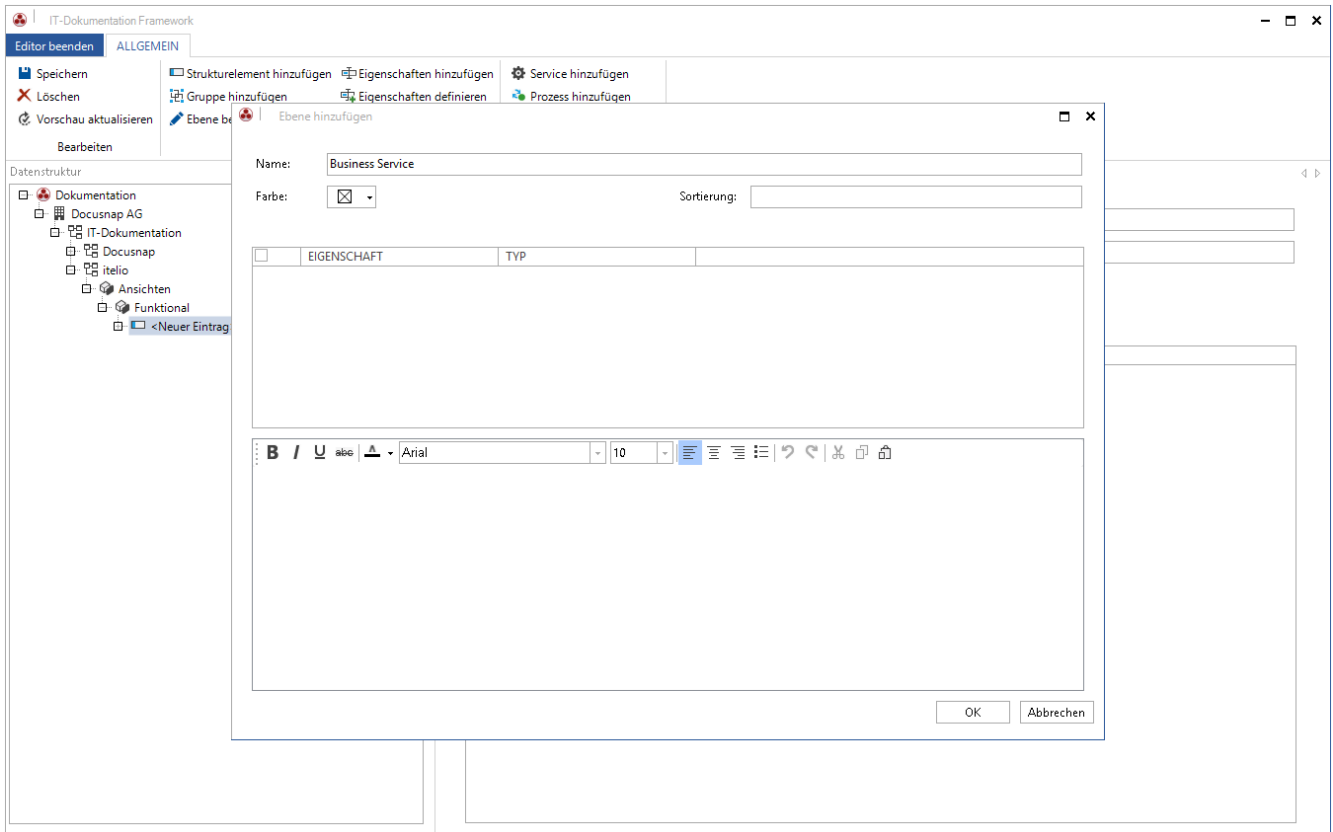 IT-Dokumentation Framework
Editor beenden ALLGEMEIN
Speichern Strukturelement hinzufügen Eigenschaften hinzufügen Service hinzufügen
Löschen Gruppe hinzufügen Eigenschaften definieren Prozess hinzufügen
Vorschau aktualisieren Ebene be
Bearbeiten
Datenstruktur
Dokumentation
Docusnap AG
IT-Dokumentation
Docusnap
itelio
Ansichten
Funktional
<Neuer Eintrag
Ebene hinzufügen
Name: Business Service
Farbe: Sortierung:
EIGENSCHAFT TYP
B I U abc A Arial 10
OK Abbrechen